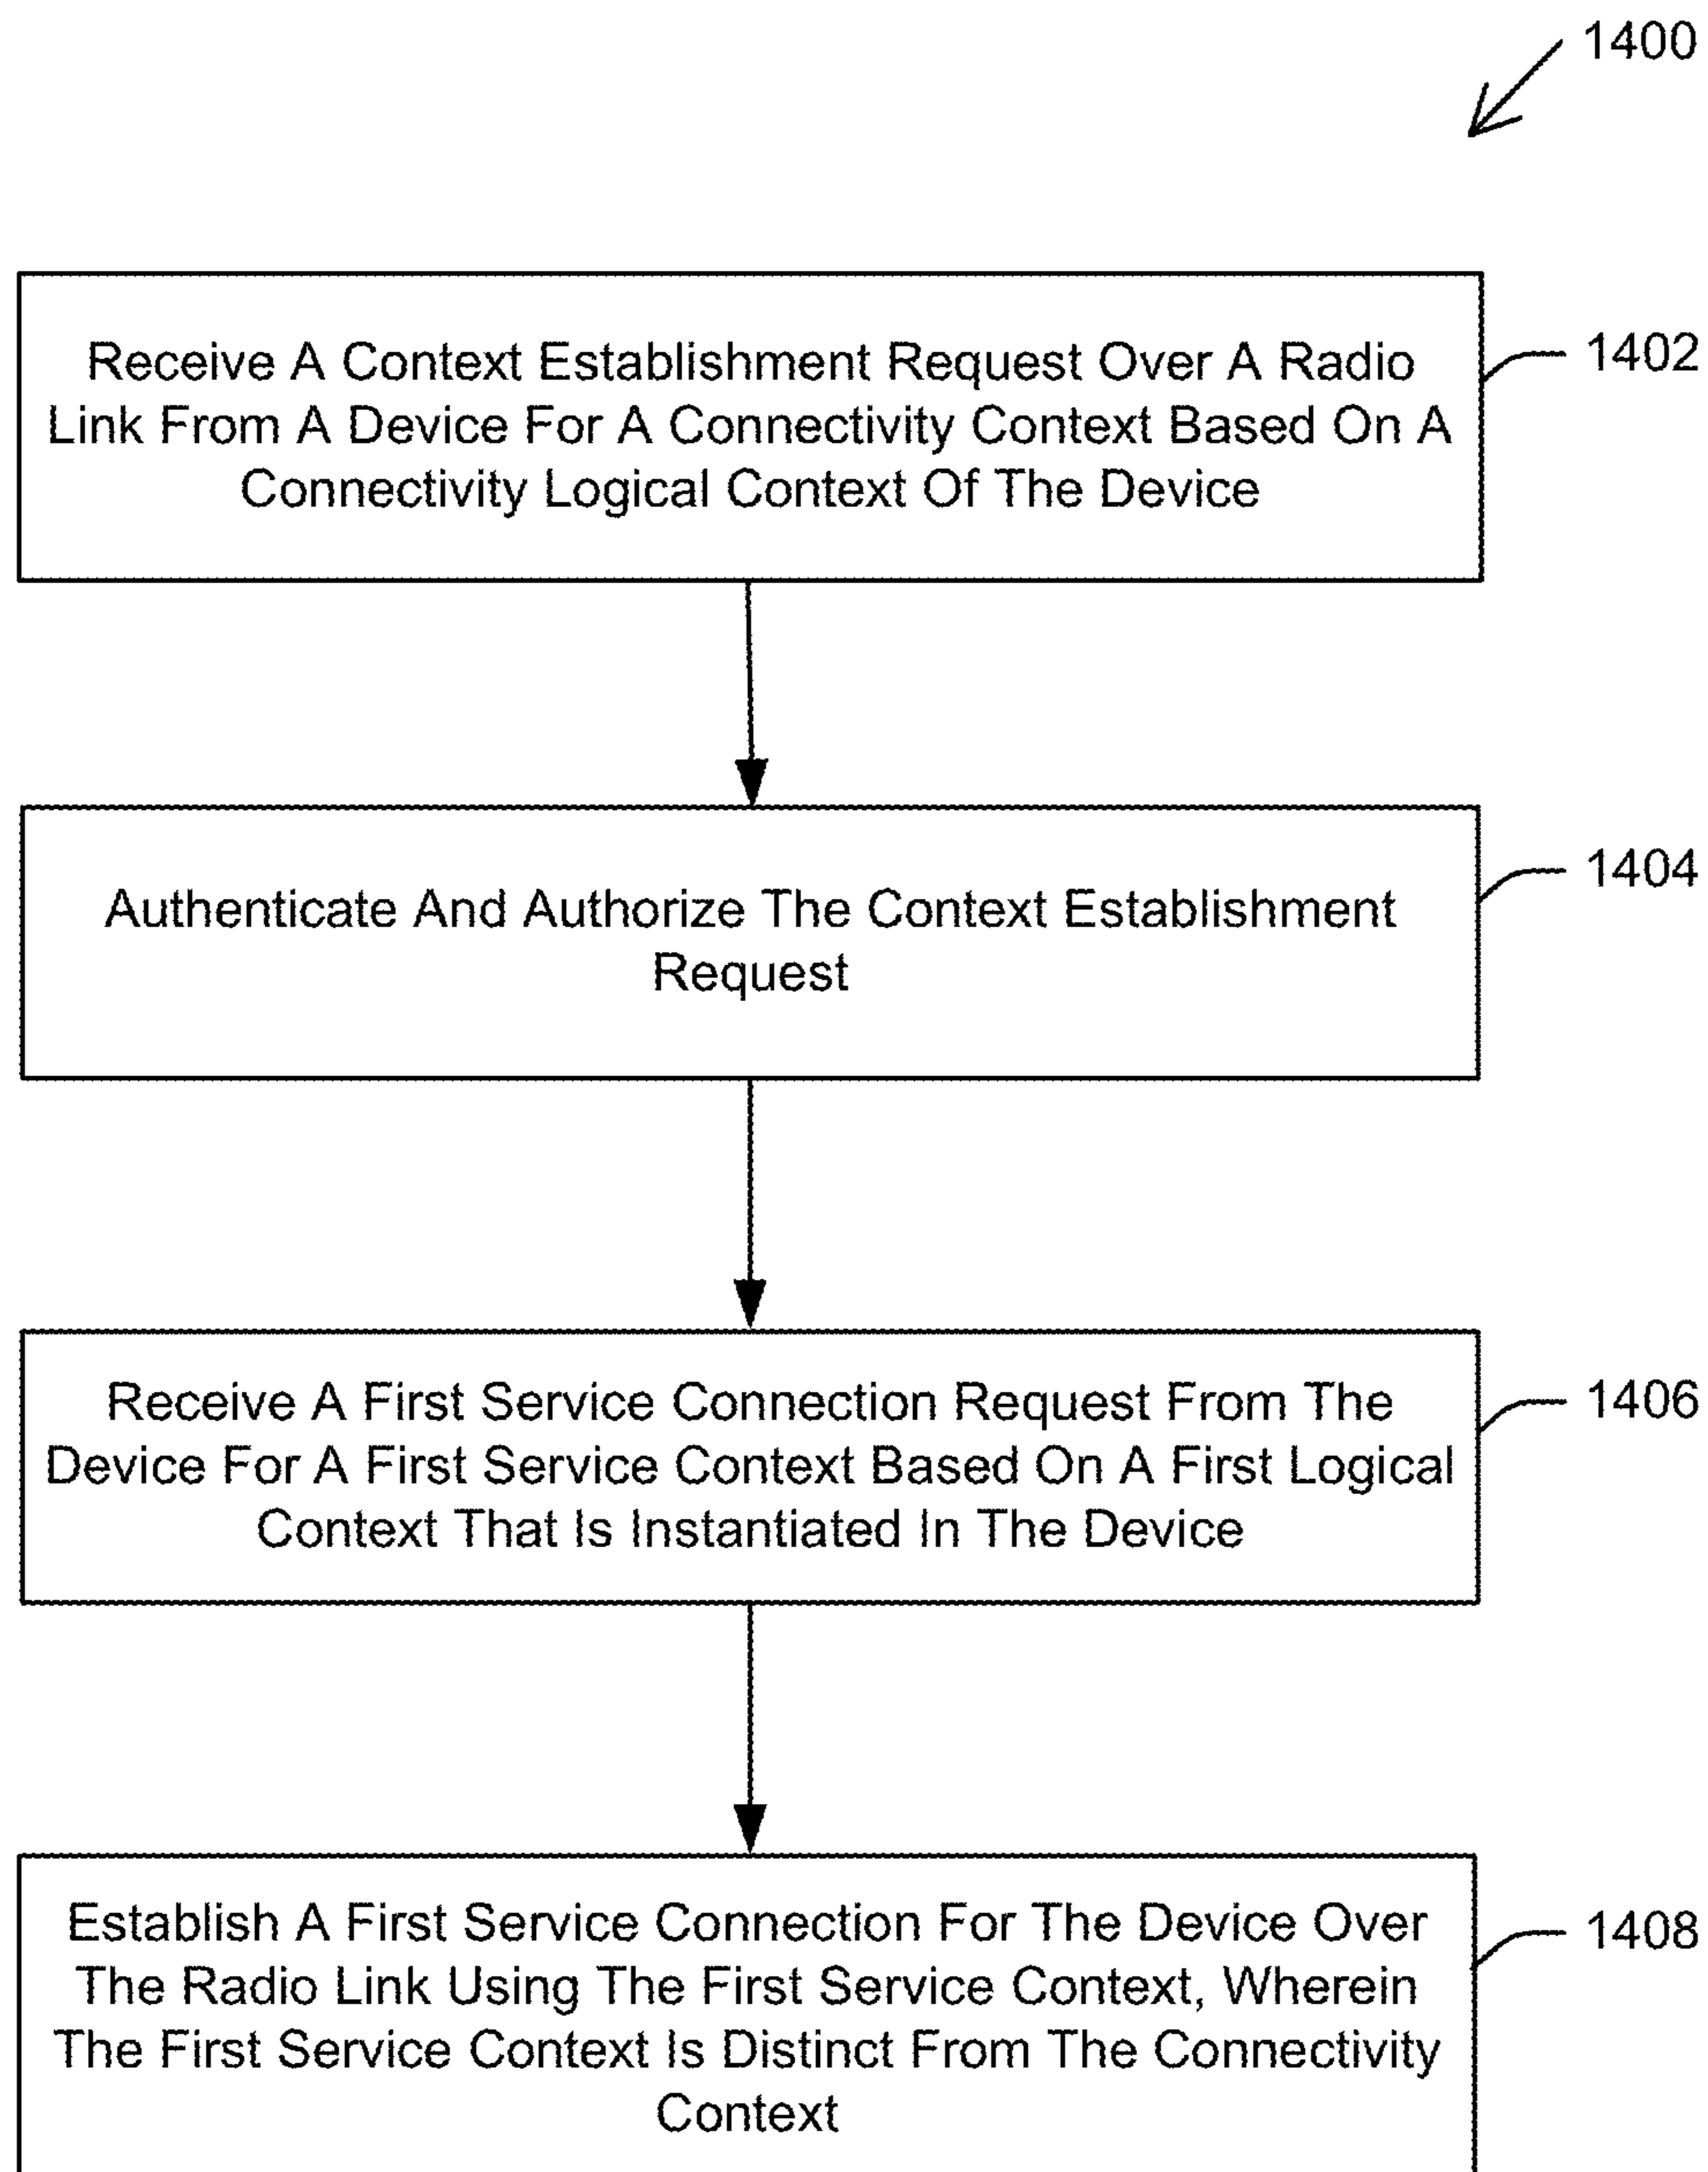 1400
Receive A Context Establishment Request Over A Radio
Link From A Device For A Connectivity Context Based On A
Connectivity Logical Context Of The Device
1402
Authenticate And Authorize The Context Establishment
Request
1404
Receive A First Service Connection Request From The
Device For A First Service Context Based On A First Logical
Context That Is Instantiated In The Device
1406
Establish A First Service Connection For The Device Over
The Radio Link Using The First Service Context, Wherein
The First Service Context Is Distinct From The Connectivity
Context
1408